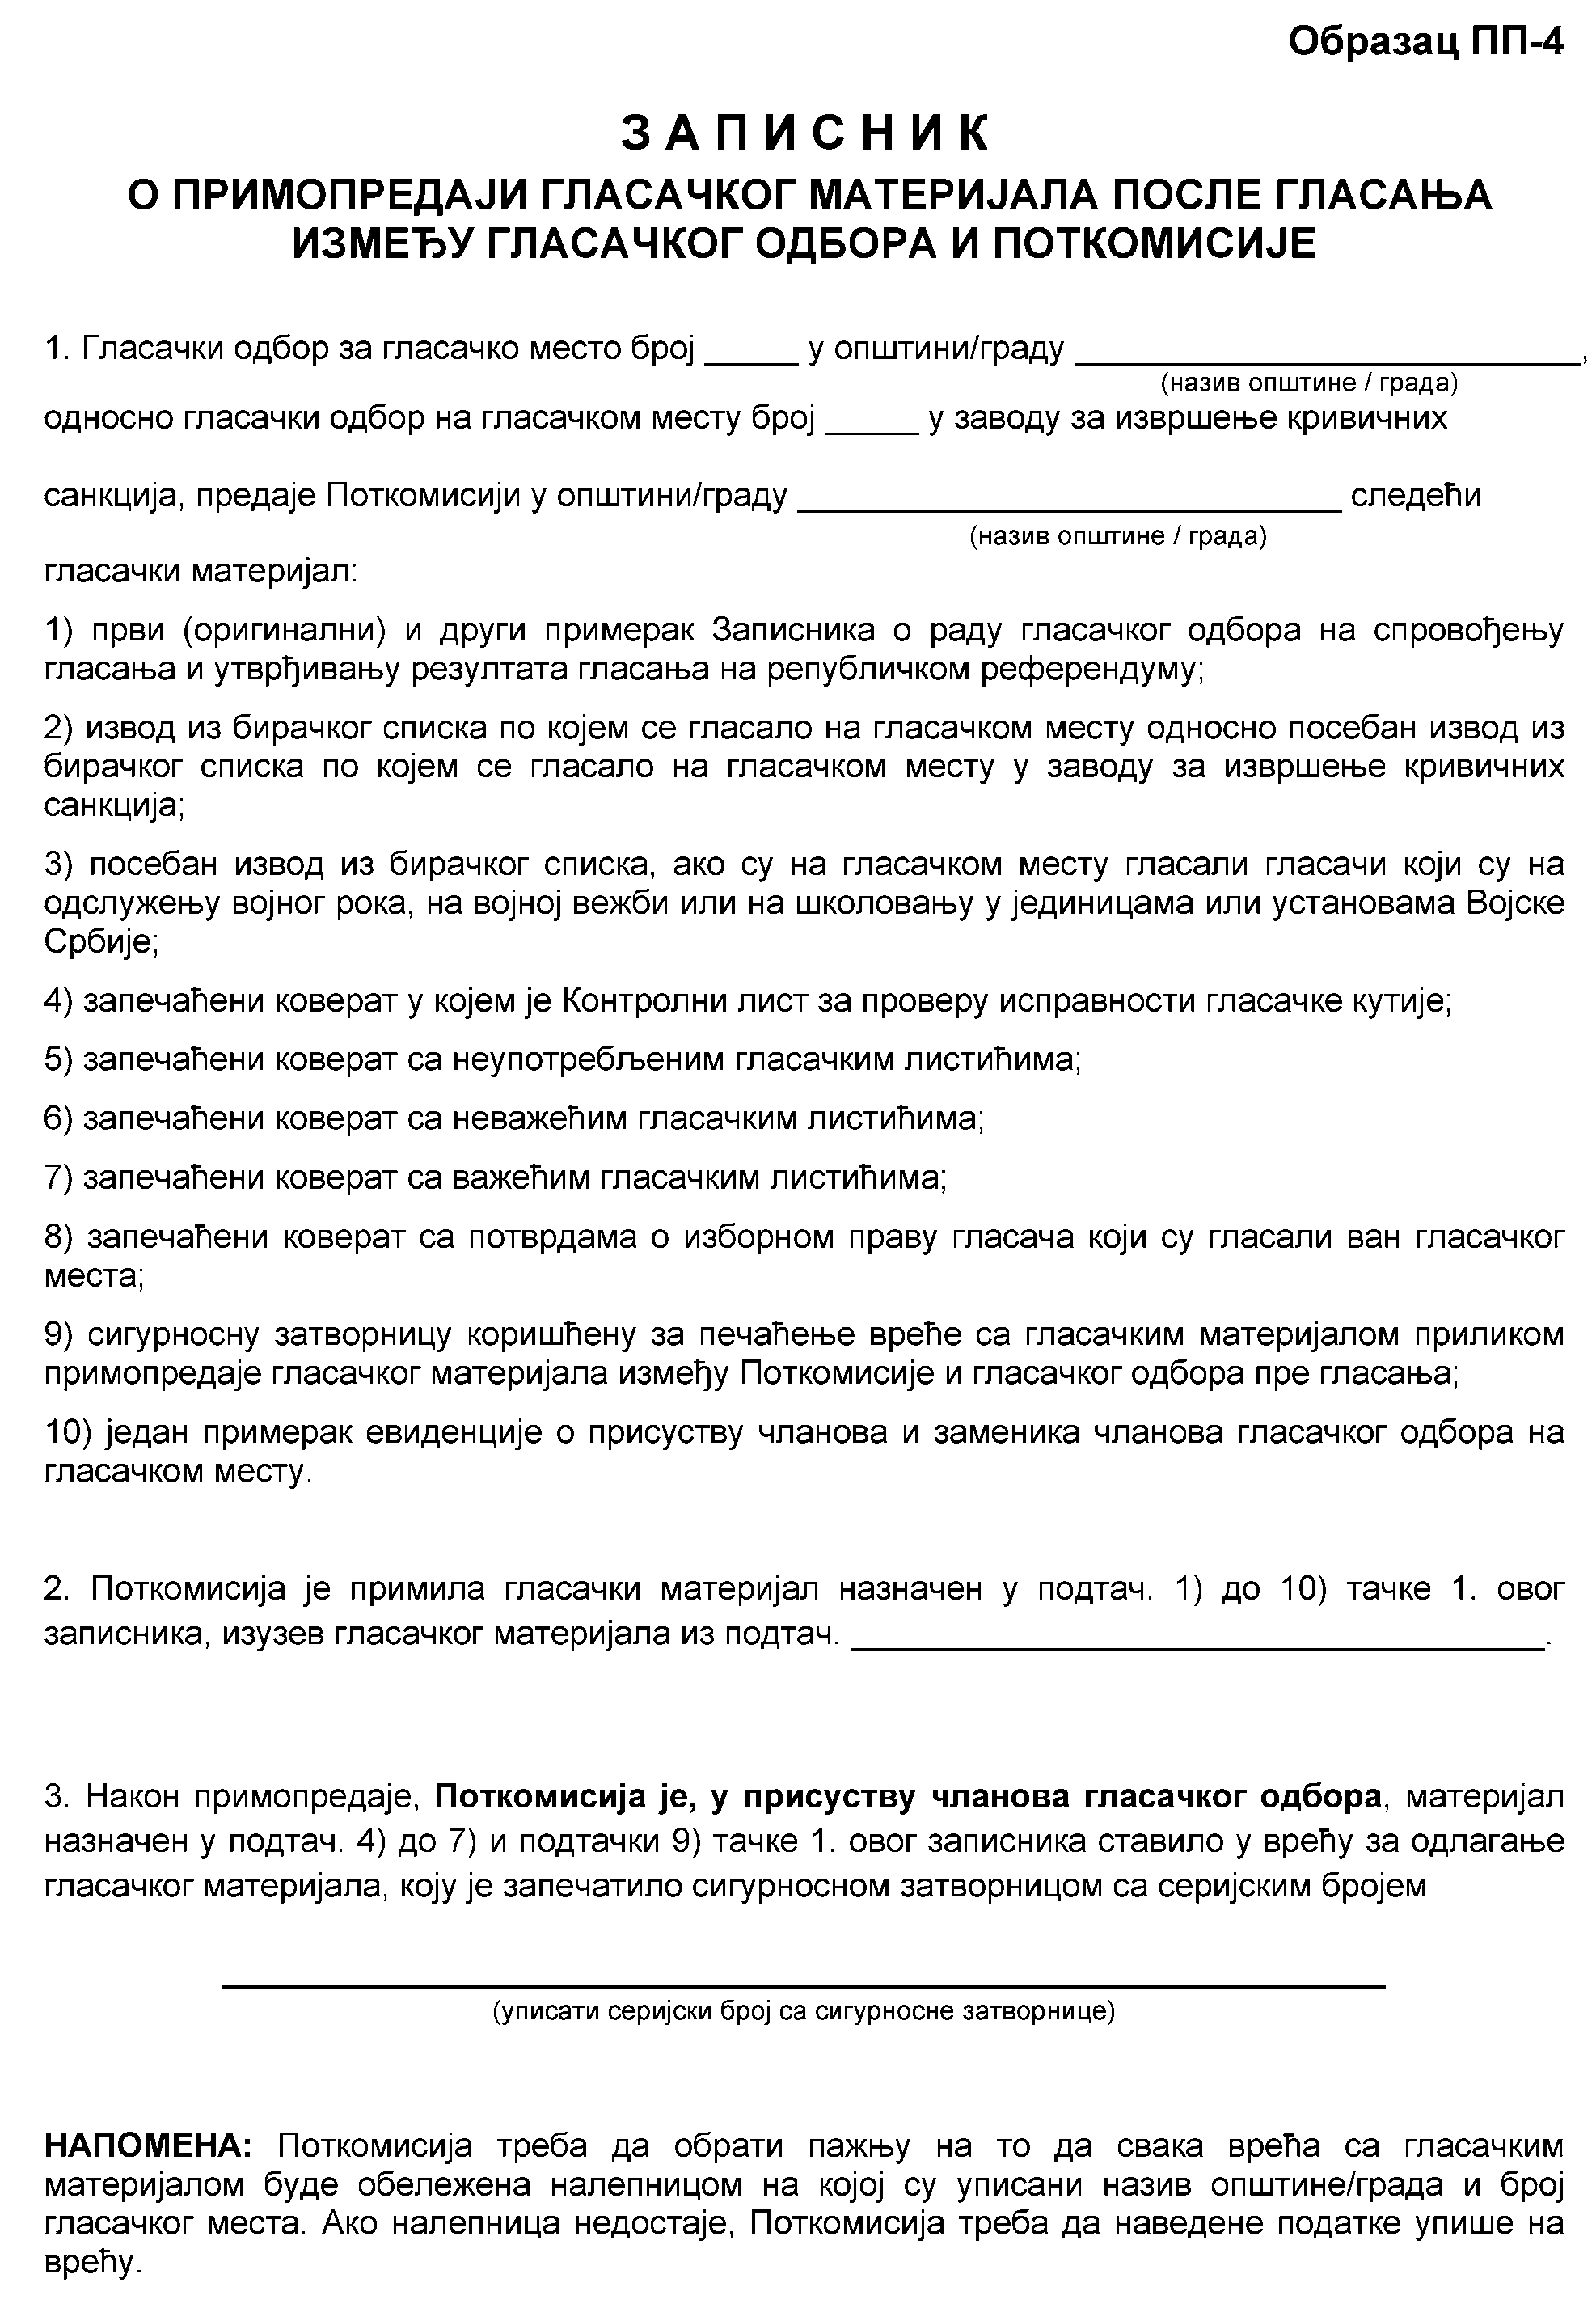 Образац ПП-4
З А П И С Н И К
О ПРИМОПРЕДАЈИ ГЛАСАЧКОГ МАТЕРИЈАЛА ПОСЛЕ ГЛАСАЊА
ИЗМЕЂУ ГЛАСАЧКОГ ОДБОРА И ПОТКОМИСИЈЕ
1. Гласачки одбор за гласачко место број _____ у општини/граду ___________________________,
(назив општине / града)
односно гласачки одбор на гласачком месту број _____ у заводу за извршење кривичних
санкција, предаје Поткомисији у општини/граду _____________________________ следећи
(назив општине / града)
гласачки материјал:
1) први (оригинални) и други примерак Записника о раду гласачког одбора на спровођењу
гласања и утврђивању резултата гласања на републичком референдуму;
2) извод из бирачког списка по којем се гласало на гласачком месту односно посебан извод из
бирачког списка по којем се гласало на гласачком месту у заводу за извршење кривичних
санкција;
3) посебан извод из бирачког списка, ако су на гласачком месту гласали гласачи који су на
одслужењу војног рока, на војној вежби или на школовању у јединицама или установама Војске
Србије;
4) запечаћени коверат у којем је Контролни лист за проверу исправности гласачке кутије;
5) запечаћени коверат са неупотребљеним гласачким листићима;
6) запечаћени коверат са неважећим гласачким листићима;
7) запечаћени коверат са важећим гласачким листићима;
8) запечаћени коверат са потврдама о изборном праву гласача који су гласали ван гласачког
места;
9) сигурносну затворницу коришћену за печаћење вреће са гласачким материјалом приликом
примопредаје гласачког материјала између Поткомисије и гласачког одбора пре гласања;
10) један примерак евиденције о присуству чланова и заменика чланова гласачког одбора на
гласачком месту.
2. Поткомисија је примила гласачки материјал назначен у подтач. 1) до 10) тачке 1. овог
записника, изузев гласачког материјала из подтач. _____________________________________.
3. Након примопредаје, Поткомисија је, у присуству чланова гласачког одбора, материјал
назначен у подтач. 4) до 7) и подтачки 9) тачке 1. овог записника ставило у врећу за одлагање
гласачког материјала, коју је запечатило сигурносном затворницом са серијским бројем
______________________________________________________________
(уписати серијски број са сигурносне затворнице)
НАПОМЕНА: Поткомисија треба да обрати пажњу на то да свака врећа са гласачким
материјалом буде обележена налепницом на којој су уписани назив општине/града и број
гласачког места. Ако налепница недостаје, Поткомисија треба да наведене податке упише на
врећу.